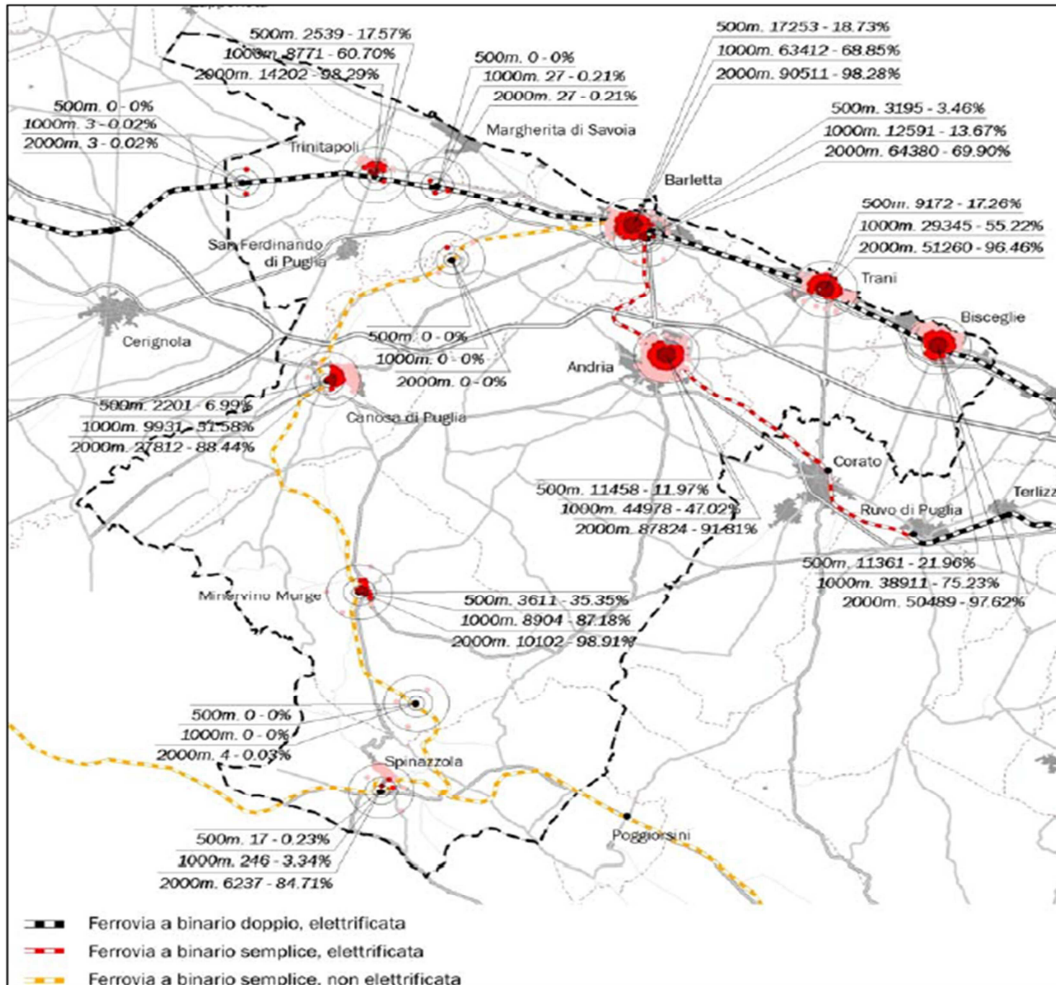 500m. 2539 - 17.57%
1000m. 8771 - 60.70%
2000m. 14202 - 98.29%
500m. 0 - 0%
1000m. 27 - 0.21%
2000m. 27 - 0.21%
500m. 17253 - 18.73%
1000m. 63412 - 68.85%
2000m. 90511 - 98.28%
500m. 0 - 0%
1000m. 3 - 0.02%
2000m. 3 - 0.02%
Trinitapoli
Margherita di Savoia
500m. 3195 - 3.46%
1000m. 12591 - 13.67%
2000m. 64380 - 69.90%
Barletta
500m. 9172 - 17.26%
1000m. 29345 - 55.22%
2000m. 51260 - 96.46%
San Ferdinando
di Puglia
Trani
Bisceglie
Cerignola
500m. 0 - 0%
1000m. 0 - 0%
2000m. 0 - 0%
Andria
500m. 2201 - 6.99%
1000m. 9931 - 31.58%
2000m. 27812 - 88.44%
Canosa di Puglia
Corato
500m. 11458 - 11.97%
1000m. 44978 - 47.02%
2000m. 87824 - 91.81%
Ruvo di Puglia
Terlizz
500m. 11361 - 21.96%
1000m. 38911 - 75.23%
2000m. 50489 - 97.62%
Minervino Murge
500m. 3611 - 35.35%
1000m. 8904 - 87.18%
2000m. 10102 - 98.91%
500m. 0 - 0%
1000m. 0 - 0%
2000m. 4 - 0.03%
Spinazzola
500m. 17 - 0.23%
1000m. 246 - 3.34%
2000m. 6237 - 84.71%
Poggiorsini
Ferrovia a binario doppio, elettrificata
Ferrovia a binario semplice, elettrificata
Ferrovia a binario semplice, non elettrificata